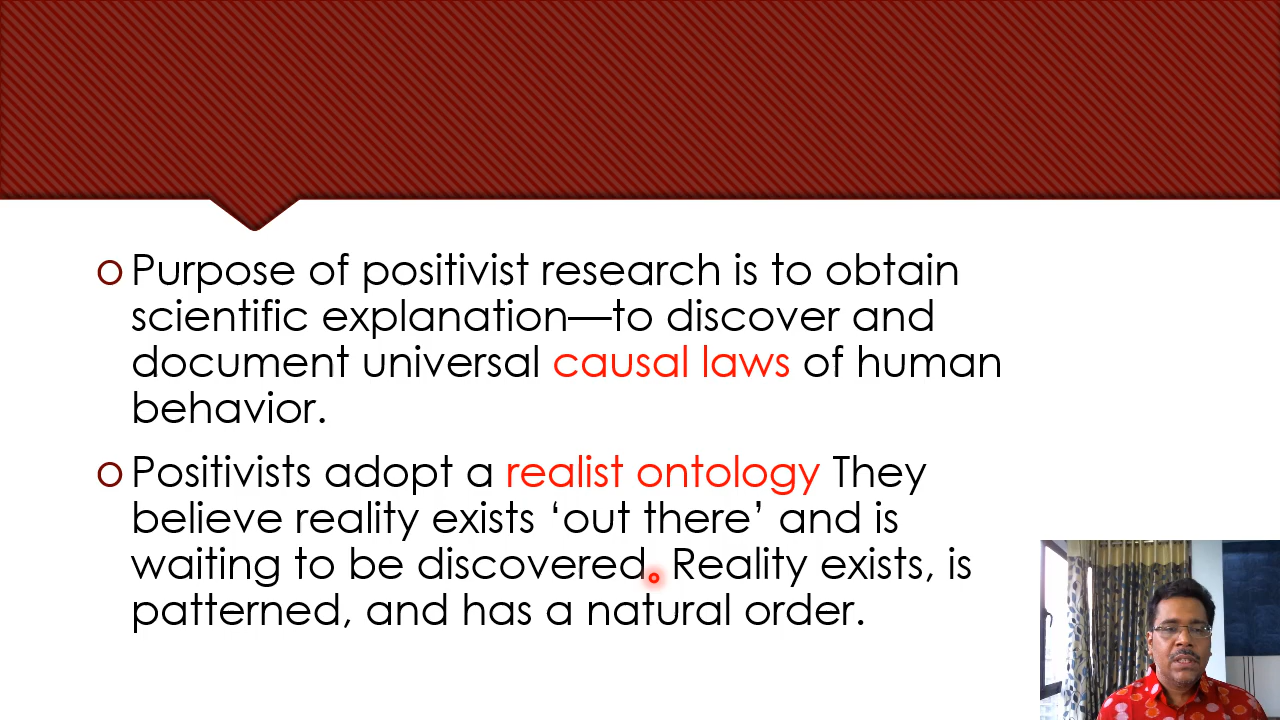 Purpose of positivist research is to obtain
scientific explanation—to discover and
document universal causal laws of human
behavior.
Positivists adopt a realist ontology They
believe reality exists ‘out there’ and is
waiting to be discovered. Reality exists, is
patterned, and has a natural order.